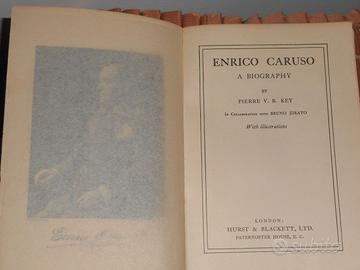 ENRICO CARUSO
A BIOGRAPHY
BY
PIERRE V. R. KEY
In Collaboration with BRUNO ZIRATO
With illustrations
LONDON:
HURST & BLACKETT, LTD.
PATERNOSTER HOUSE, E. C.
subito